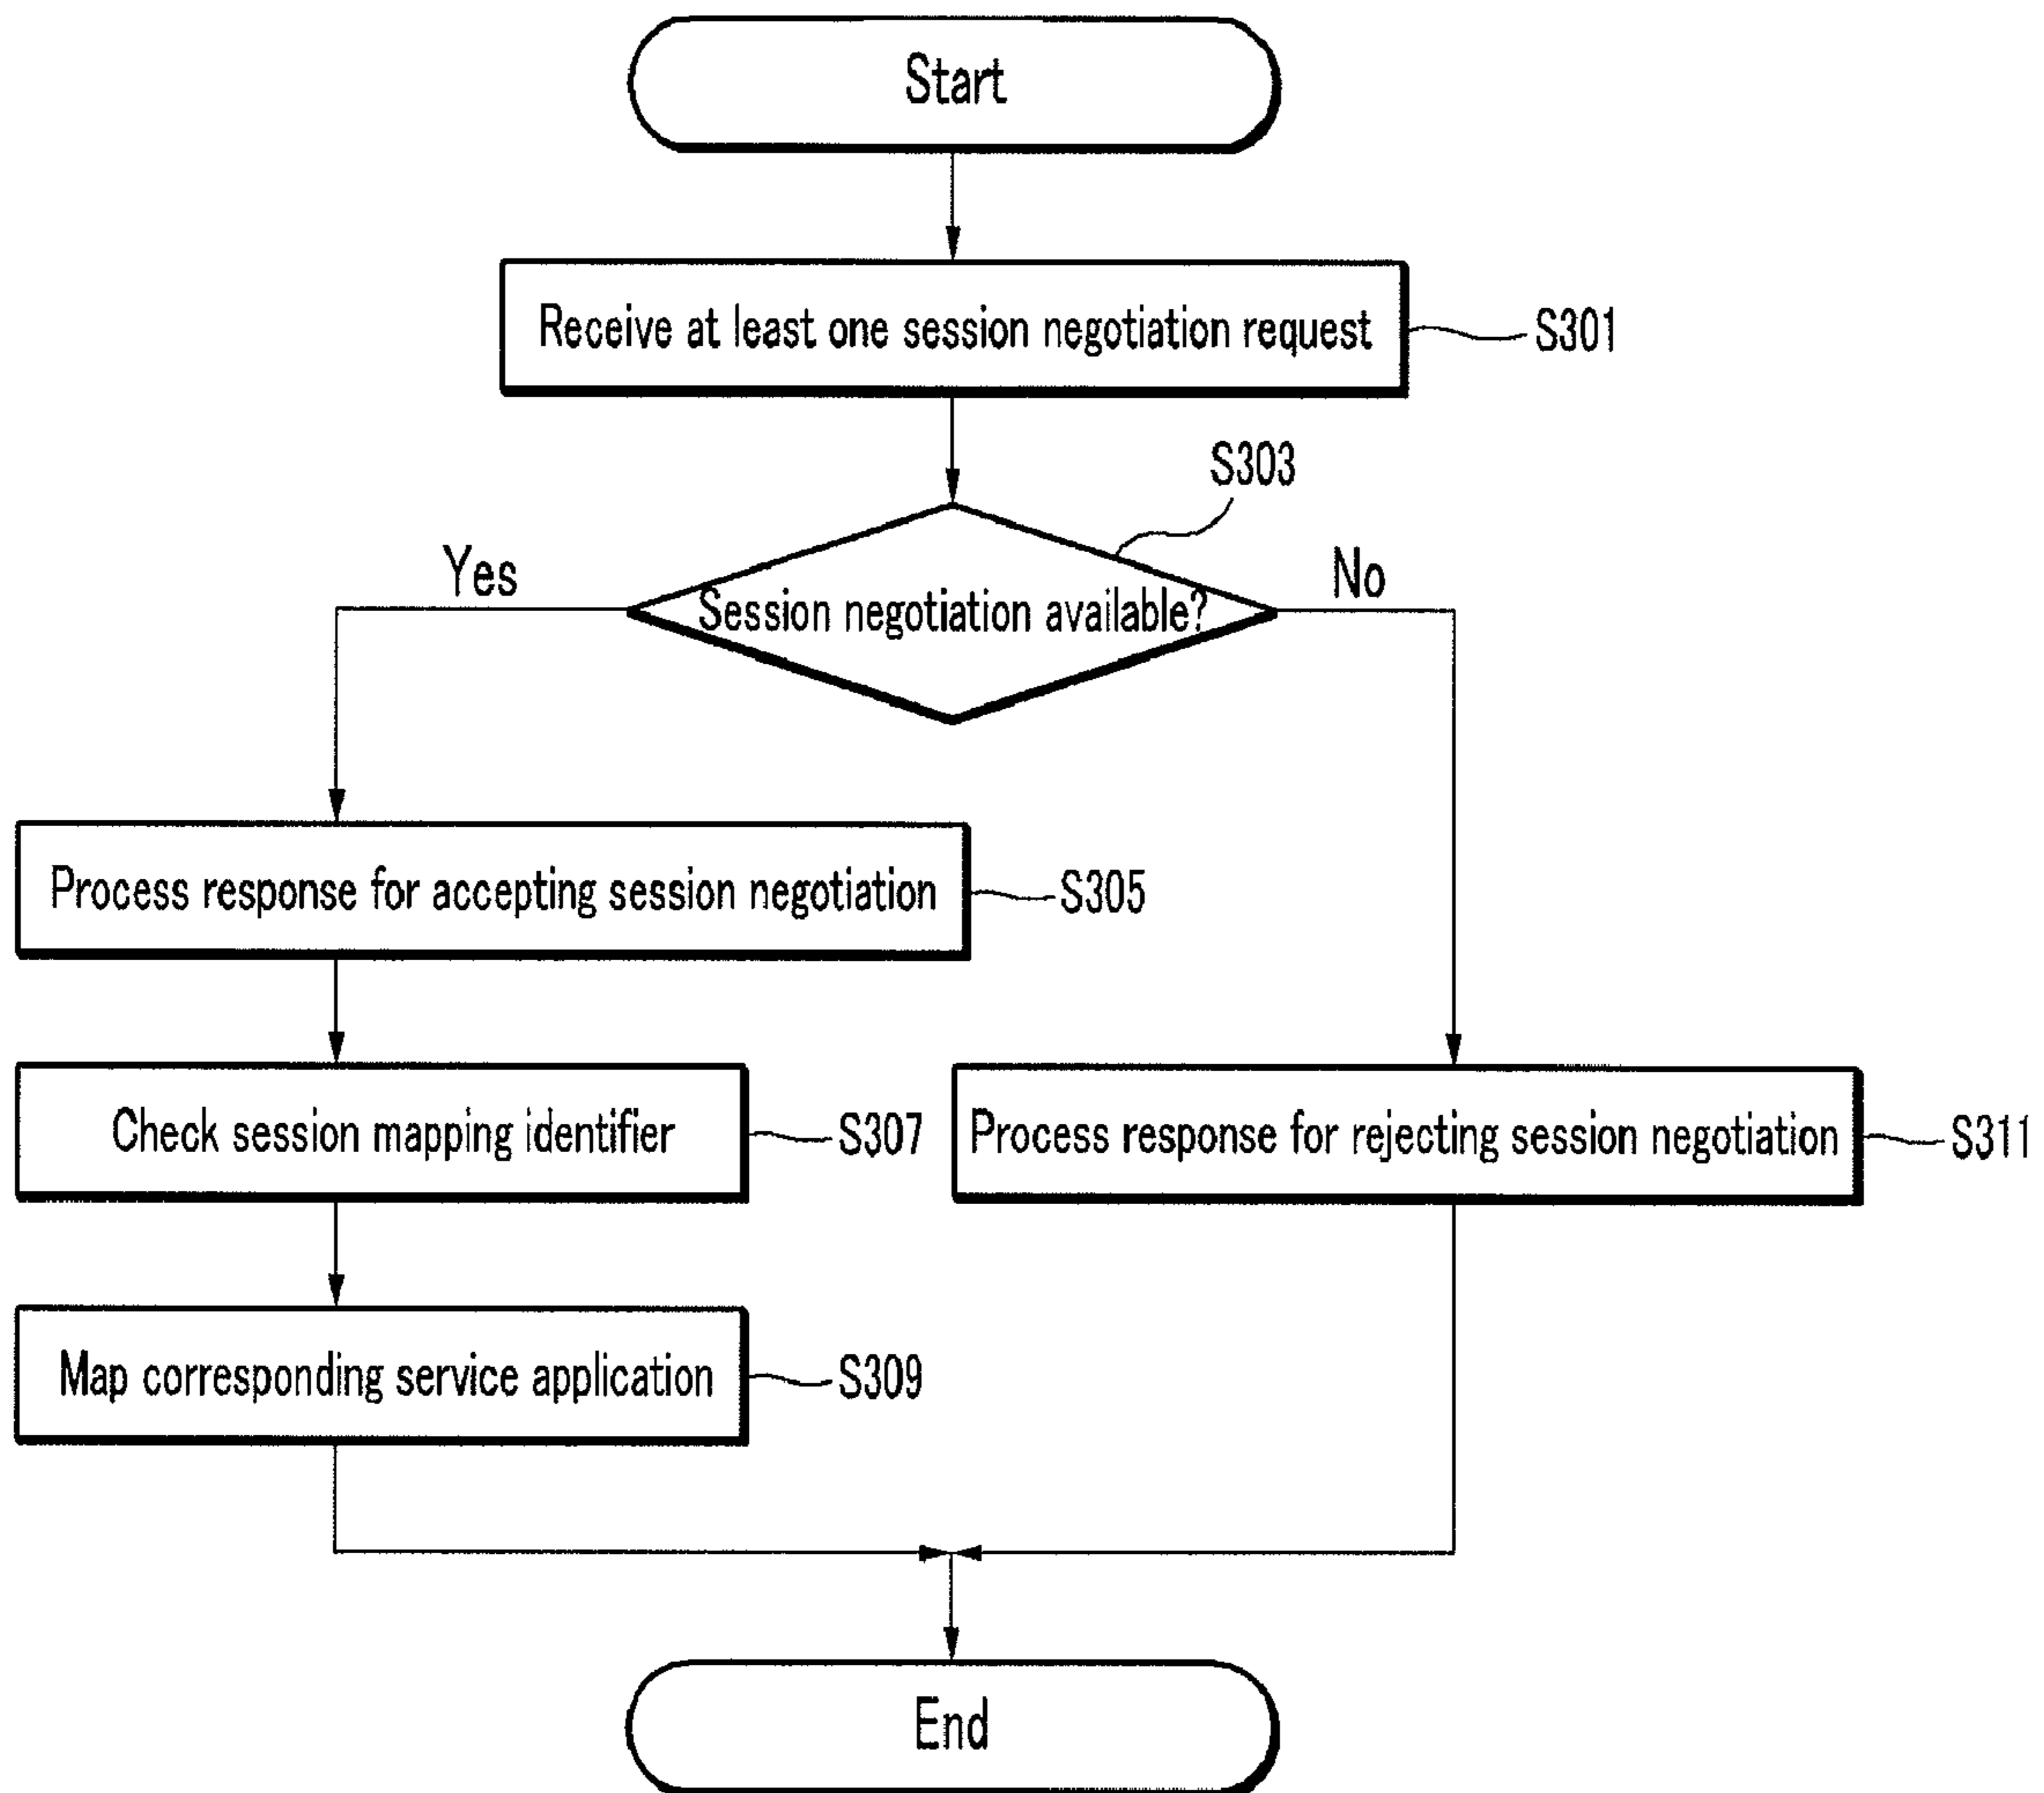 Start
Receive at least one session negotiation request
S301
S303
Yes
Session negotiation available?
No
Process response for accepting session negotiation
S305
Check session mapping identifier
S307
Process response for rejecting session negotiation
S311
Map corresponding service application
S309
End